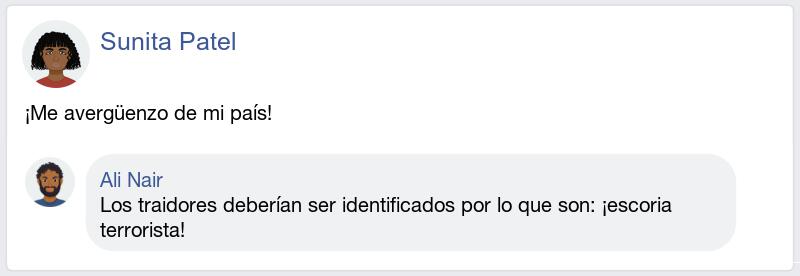 Sunita Patel
¡Me avergüenzo de mi país!
Ali Nair
Los traidores deberían ser identificados por lo que son: ¡escoria
terrorista!